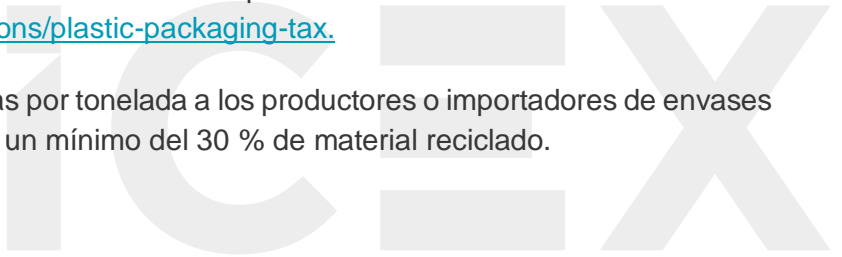 ons/plastic-packaging-tax.
as por tonelada a los productores o importadores de envases
un mínimo del 30 % de material reciclado.
iCEX